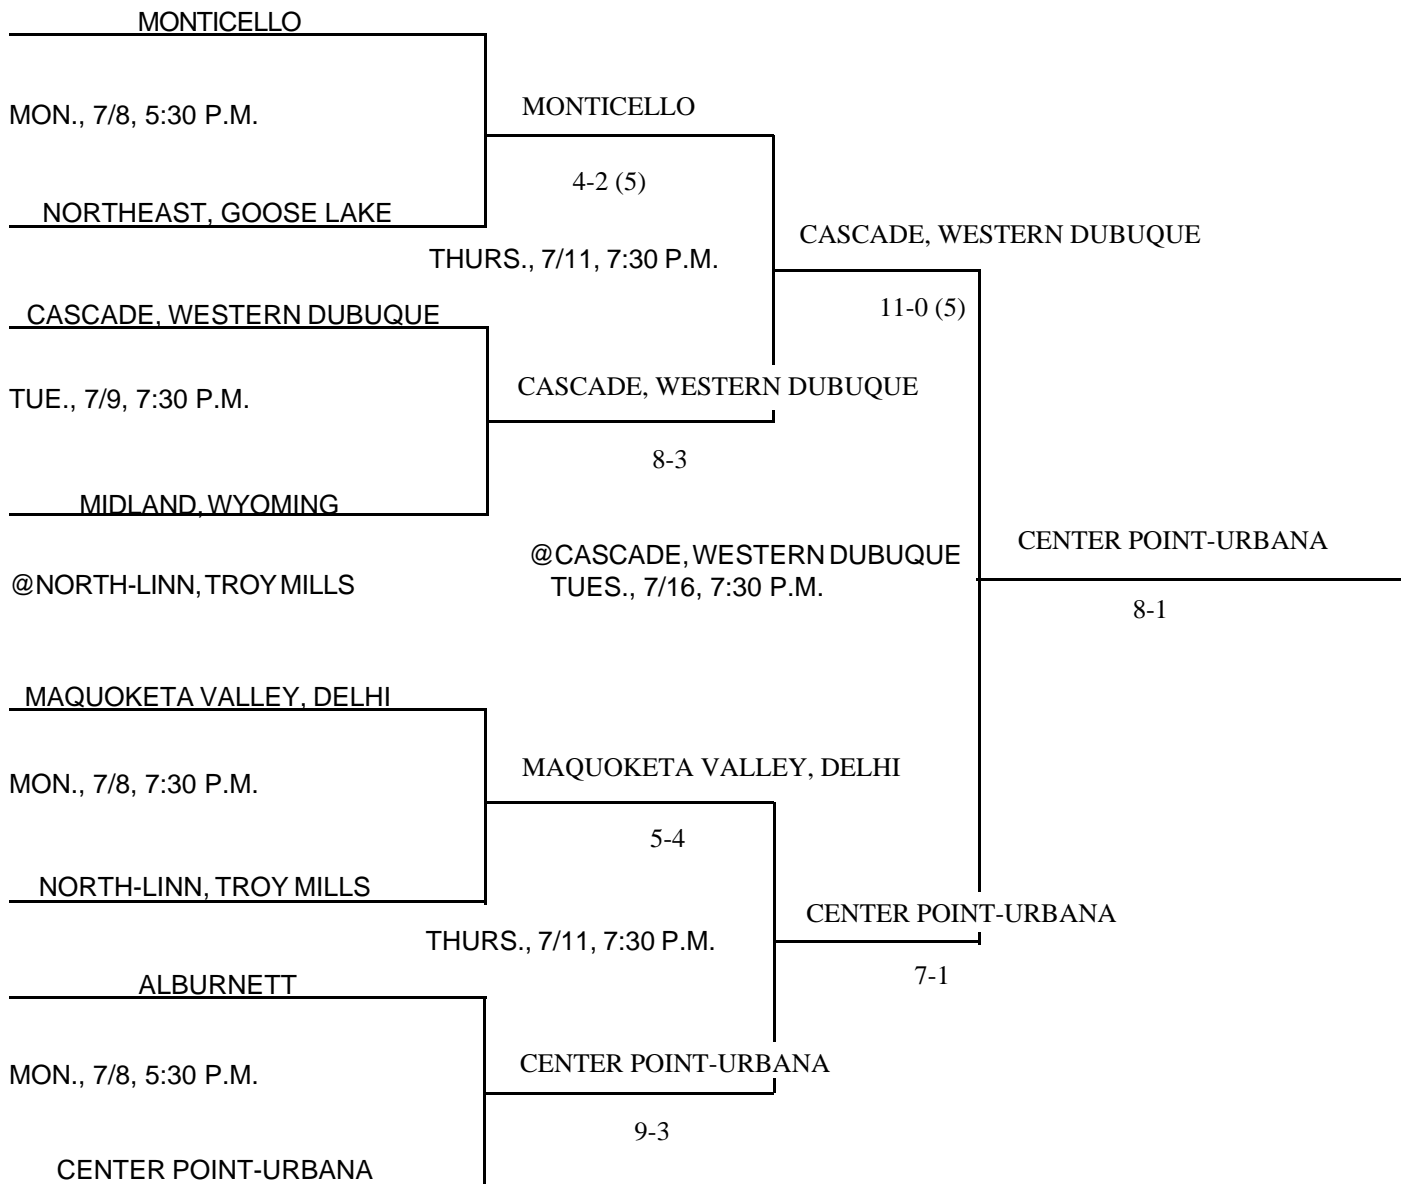 MONTICELLO
MON., 7/8, 5:30 P.M.
MONTICELLO
4-2 (5)
NORTHEAST, GOOSE LAKE
CASCADE, WESTERN DUBUQUE
THURS., 7/11, 7:30 P.M.
11-0 (5)
CASCADE, WESTERN DUBUQUE
TUE., 7/9, 7:30 P.M.
CASCADE, WESTERN DUBUQUE
8-3
MIDLAND, WYOMING
CENTER POINT-URBANA
8-1
@CASCADE, WESTERN DUBUQUE
TUES., 7/16, 7:30 P.M.
@NORTH-LINN, TROY MILLS
MAQUOKETA VALLEY, DELHI
MON., 7/8, 7:30 P.M.
MAQUOKETA VALLEY, DELHI
5-4
NORTH-LINN, TROY MILLS
CENTER POINT-URBANA
THURS., 7/11, 7:30 P.M.
7-1
ALBURNETT
MON., 7/8, 5:30 P.M.
CENTER POINT-URBANA
9-3
CENTER POINT-URBANA